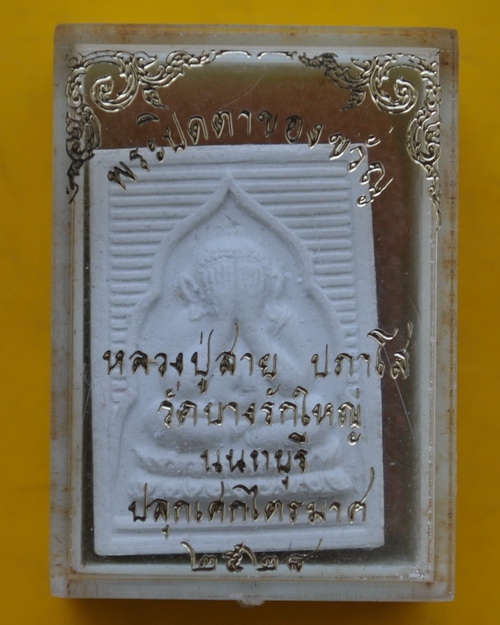 พระปิดตาของขวัญ
หลวงปู่สาย ปภาโส
วัดบางรักใหญ่
นนทบุรี
ปลุกเศกไตรมาศ
๒๕๒๘